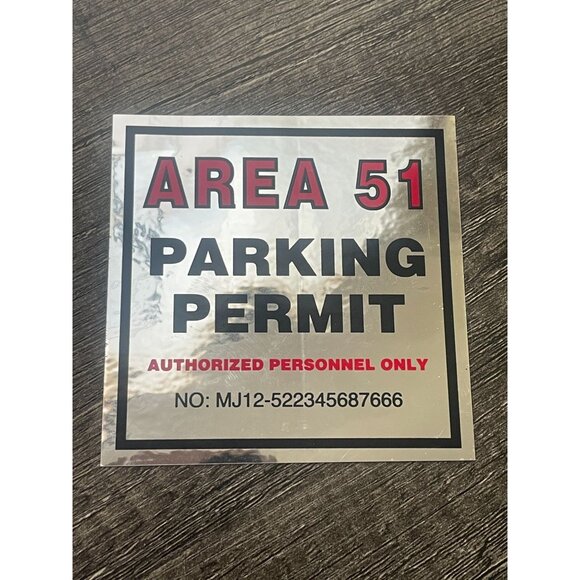 AREA 51
PARKING
PERMIT
AUTHORIZED PERSONNEL ONLY
NO: MJ12-522345687666